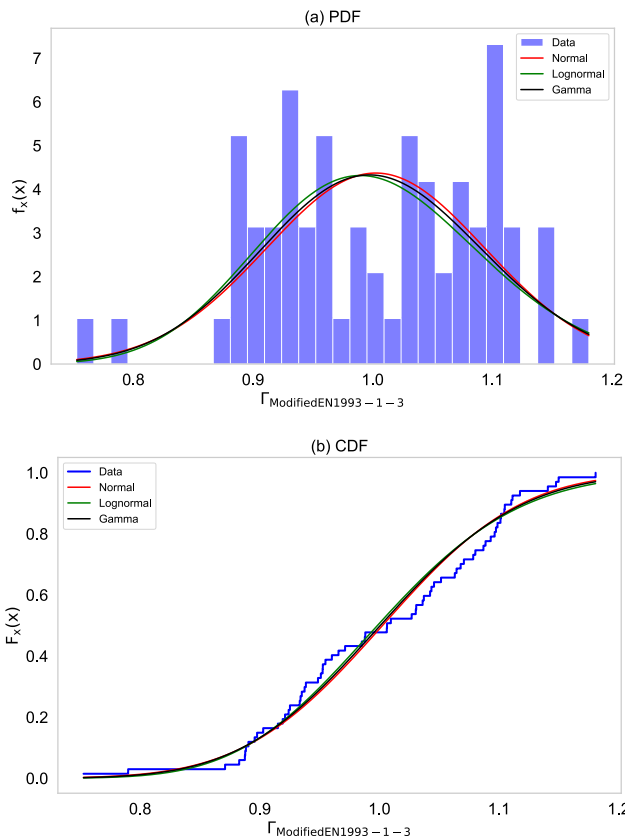 (a) PDF
7
6
5
4
3
2
1
0
f_x(x)
Data
Normal
Lognormal
Gamma
0.8 0.9 1.0 1.1 1.2
Γ_ModifiedEN1993−1−3
(b) CDF
1.0
0.8
0.6
0.4
0.2
0.0
F_x(x)
Data
Normal
Lognormal
Gamma
0.8 0.9 1.0 1.1 1.2
Γ_ModifiedEN1993−1−3